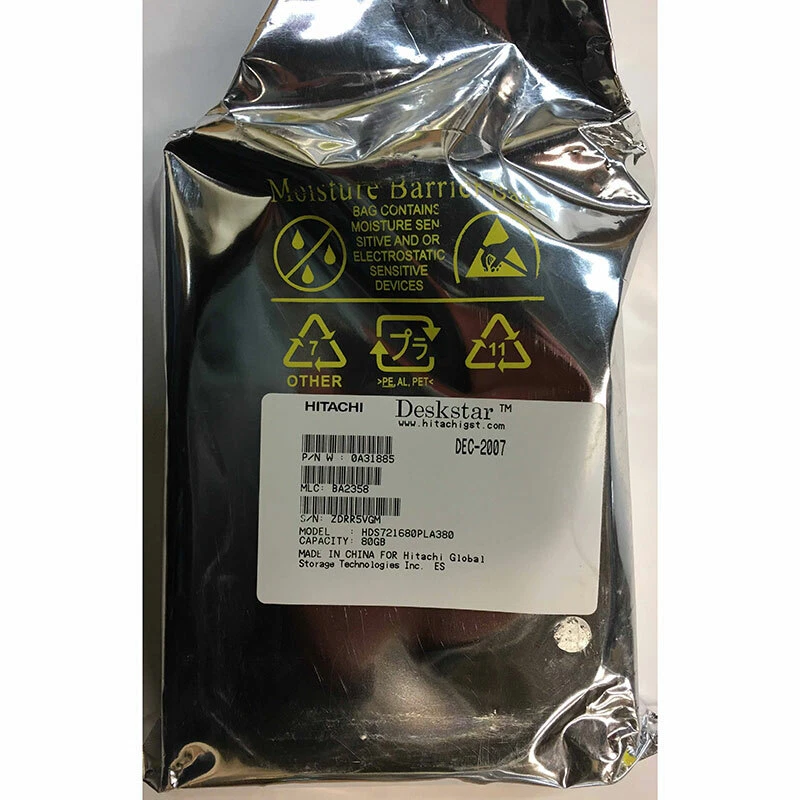 Moisture Barrier Bag
BAG CONTAINS
MOISTURE SEN-
SITIVE AND OR
ELECTROSTATIC
SENSITIVE
DEVICES
7
プラ
11
OTHER
>PE, AL, PET<
HITACHI Deskstar™
www.hitachigst.com
DEC-2007
P/N W : 0A31885
MLC: BA2358
S/N: ZDRR5VGM
MODEL : HDS721680PLA380
CAPACITY: 80GB
MADE IN CHINA FOR Hitachi Global
Storage Technologies Inc. ES